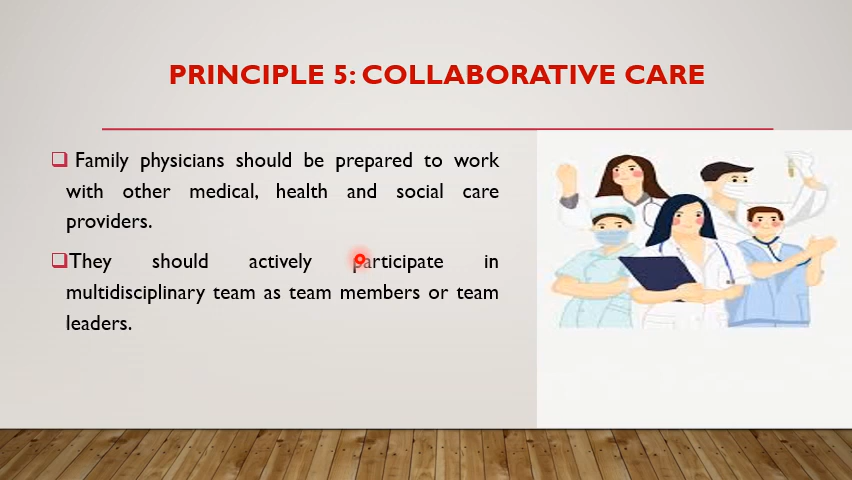 PRINCIPLE 5: COLLABORATIVE CARE
Family physicians should be prepared to work
with other medical, health and social care
providers.
They should actively participate in
multidisciplinary team as team members or team
leaders.